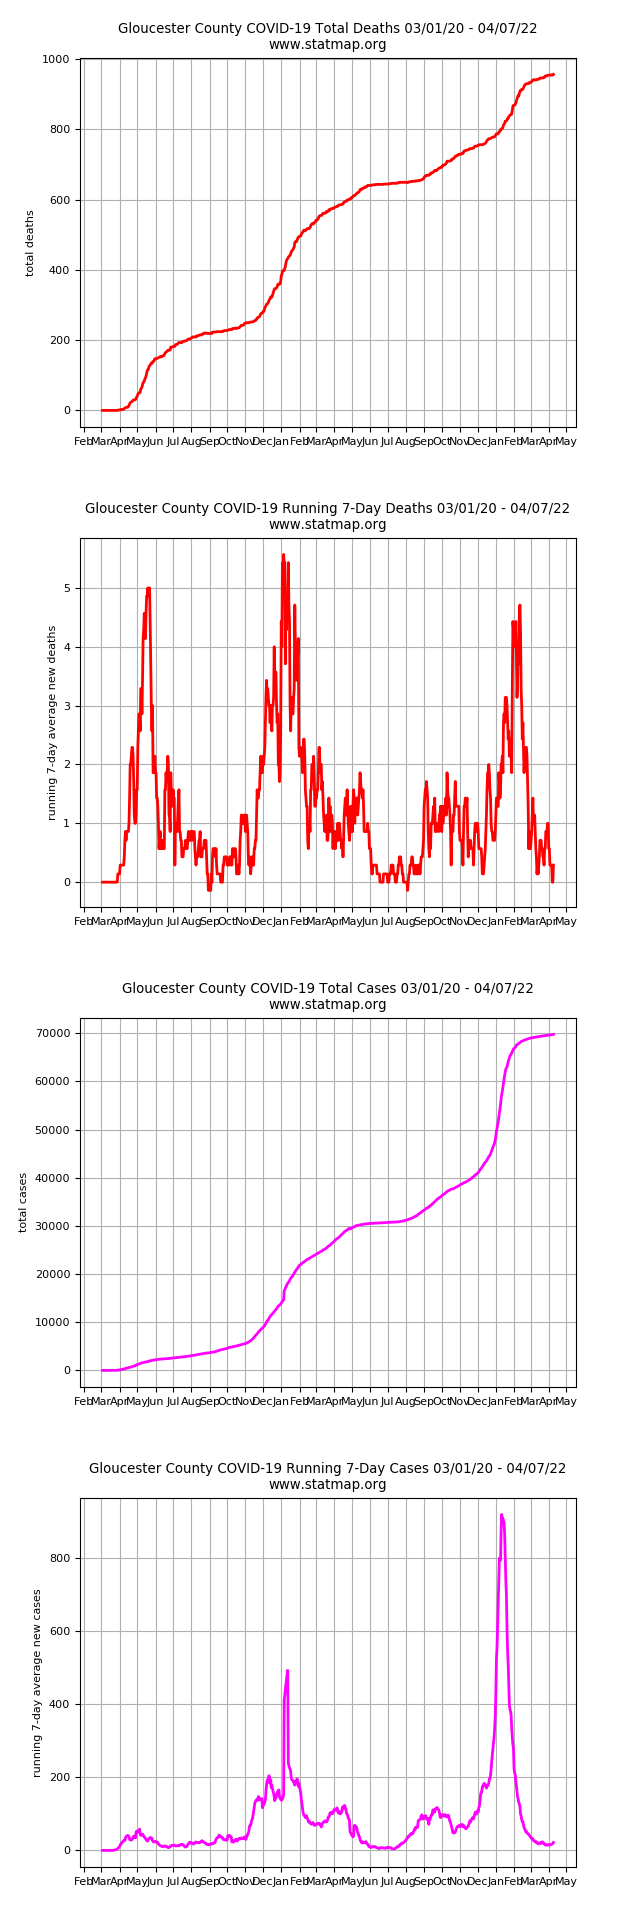 Gloucester County COVID-19 Total Deaths 03/01/20 - 04/07/22
www.statmap.org
1000
800
600
400
200
0
total deaths
Feb Mar Apr May Jun Jul Aug Sep Oct Nov Dec Jan Feb Mar Apr May Jun Jul Aug Sep Oct Nov Dec Jan Feb Mar Apr May
Gloucester County COVID-19 Running 7-Day Deaths 03/01/20 - 04/07/22
www.statmap.org
5
4
3
2
1
0
running 7-day average new deaths
Feb Mar Apr May Jun Jul Aug Sep Oct Nov Dec Jan Feb Mar Apr May Jun Jul Aug Sep Oct Nov Dec Jan Feb Mar Apr May
Gloucester County COVID-19 Total Cases 03/01/20 - 04/07/22
www.statmap.org
70000
60000
50000
40000
30000
20000
10000
0
total cases
Feb Mar Apr May Jun Jul Aug Sep Oct Nov Dec Jan Feb Mar Apr May Jun Jul Aug Sep Oct Nov Dec Jan Feb Mar Apr May
Gloucester County COVID-19 Running 7-Day Cases 03/01/20 - 04/07/22
www.statmap.org
800
600
400
200
0
running 7-day average new cases
Feb Mar Apr May Jun Jul Aug Sep Oct Nov Dec Jan Feb Mar Apr May Jun Jul Aug Sep Oct Nov Dec Jan Feb Mar Apr May